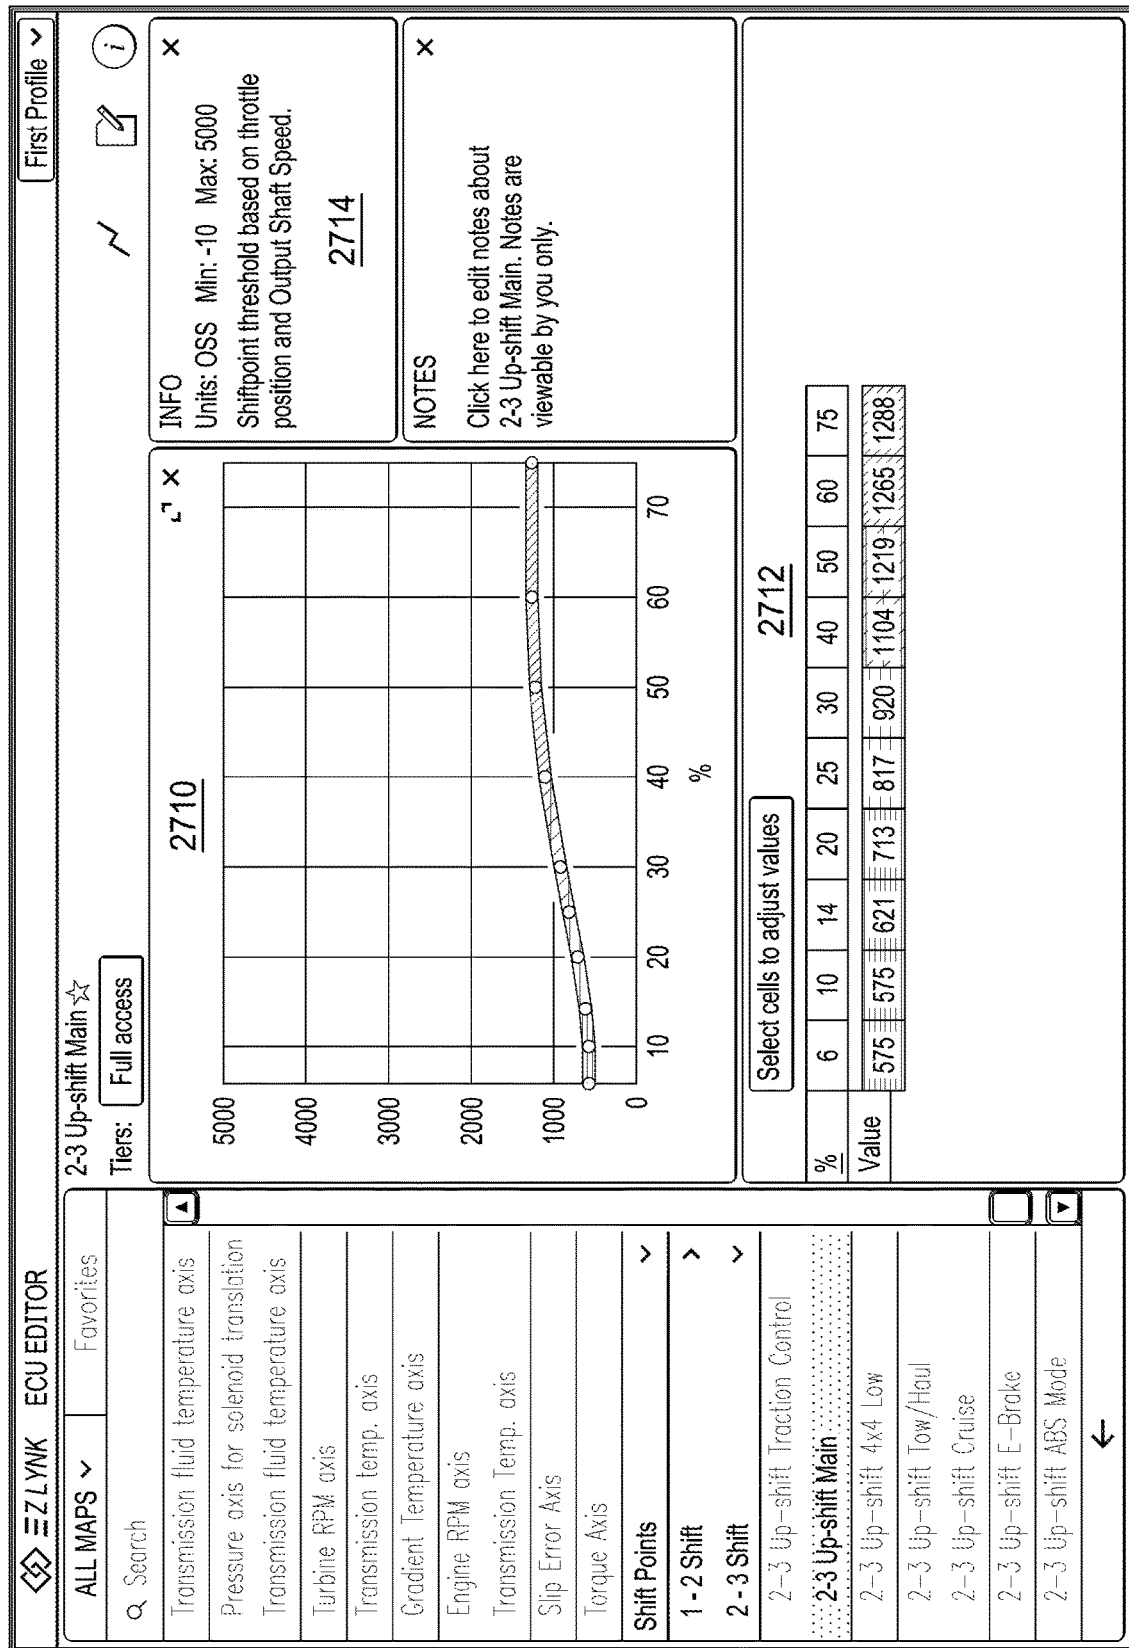 EZ LYNK ECU EDITOR
First Profile
ALL MAPS
Favorites
Search
Transmission fluid temperature axis
Pressure axis for solenoid translation
Transmission fluid temperature axis
Turbine RPM axis
Transmission temp. axis
Gradient Temperature axis
Engine RPM axis
Transmission Temp. axis
Slip Error Axis
Torque Axis
Shift Points
1 - 2 Shift
2 - 3 Shift
2-3 Up-shift Traction Control
2-3 Up-shift Main
2-3 Up-shift 4x4 Low
2-3 Up-shift Tow/Haul
2-3 Up-shift Cruise
2-3 Up-shift E-Brake
2-3 Up-shift ABS Mode
2-3 Up-shift Main
Tiers: Full access
2710
5000
4000
3000
2000
1000
0
10 20 30 40 50 60 70
%
INFO
Units: OSS Min: -10 Max: 5000
Shiftpoint threshold based on throttle
position and Output Shaft Speed.
2714
NOTES
Click here to edit notes about
2-3 Up-shift Main. Notes are
viewable by you only.
Select cells to adjust values
2712
% 6 10 14 20 25 30 40 50 60 75
Value 575 575 621 713 817 920 1104 1219 1265 1288